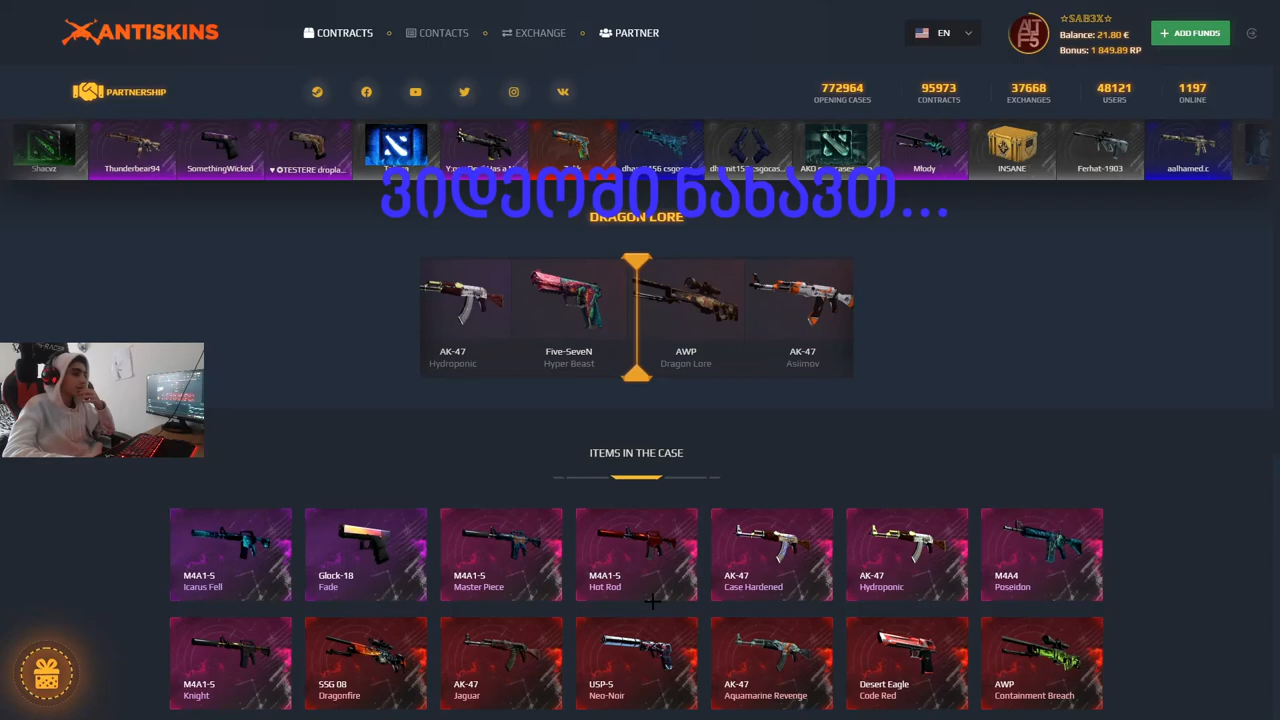 ANTISKINS
CONTRACTS
CONTACTS
EXCHANGE
PARTNER
EN
☆SAB3X☆
Balance: 21.80 €
Bonus: 1 849.89 RP
+ ADD FUNDS
PARTNERSHIP
772964
OPENING CASES
95973
CONTRACTS
37668
EXCHANGES
48121
USERS
1197
ONLINE
Shacvz
Thunderbear94
SomethingWicked
♥✪TESTERE dropla...
Młody
INSANE
Ferhat-1903
aalhamed.c
ვიდეოში ნახავთ...
DRAGON LORE
AK-47
Hydroponic
Five-SeveN
Hyper Beast
AWP
Dragon Lore
AK-47
Asiimov
ITEMS IN THE CASE
M4A1-S
Icarus Fell
Glock-18
Fade
M4A1-S
Master Piece
M4A1-S
Hot Rod
AK-47
Case Hardened
AK-47
Hydroponic
M4A4
Poseidon
M4A1-S
Knight
SSG 08
Dragonfire
AK-47
Jaguar
USP-S
Neo-Noir
AK-47
Aquamarine Revenge
Desert Eagle
Code Red
AWP
Containment Breach